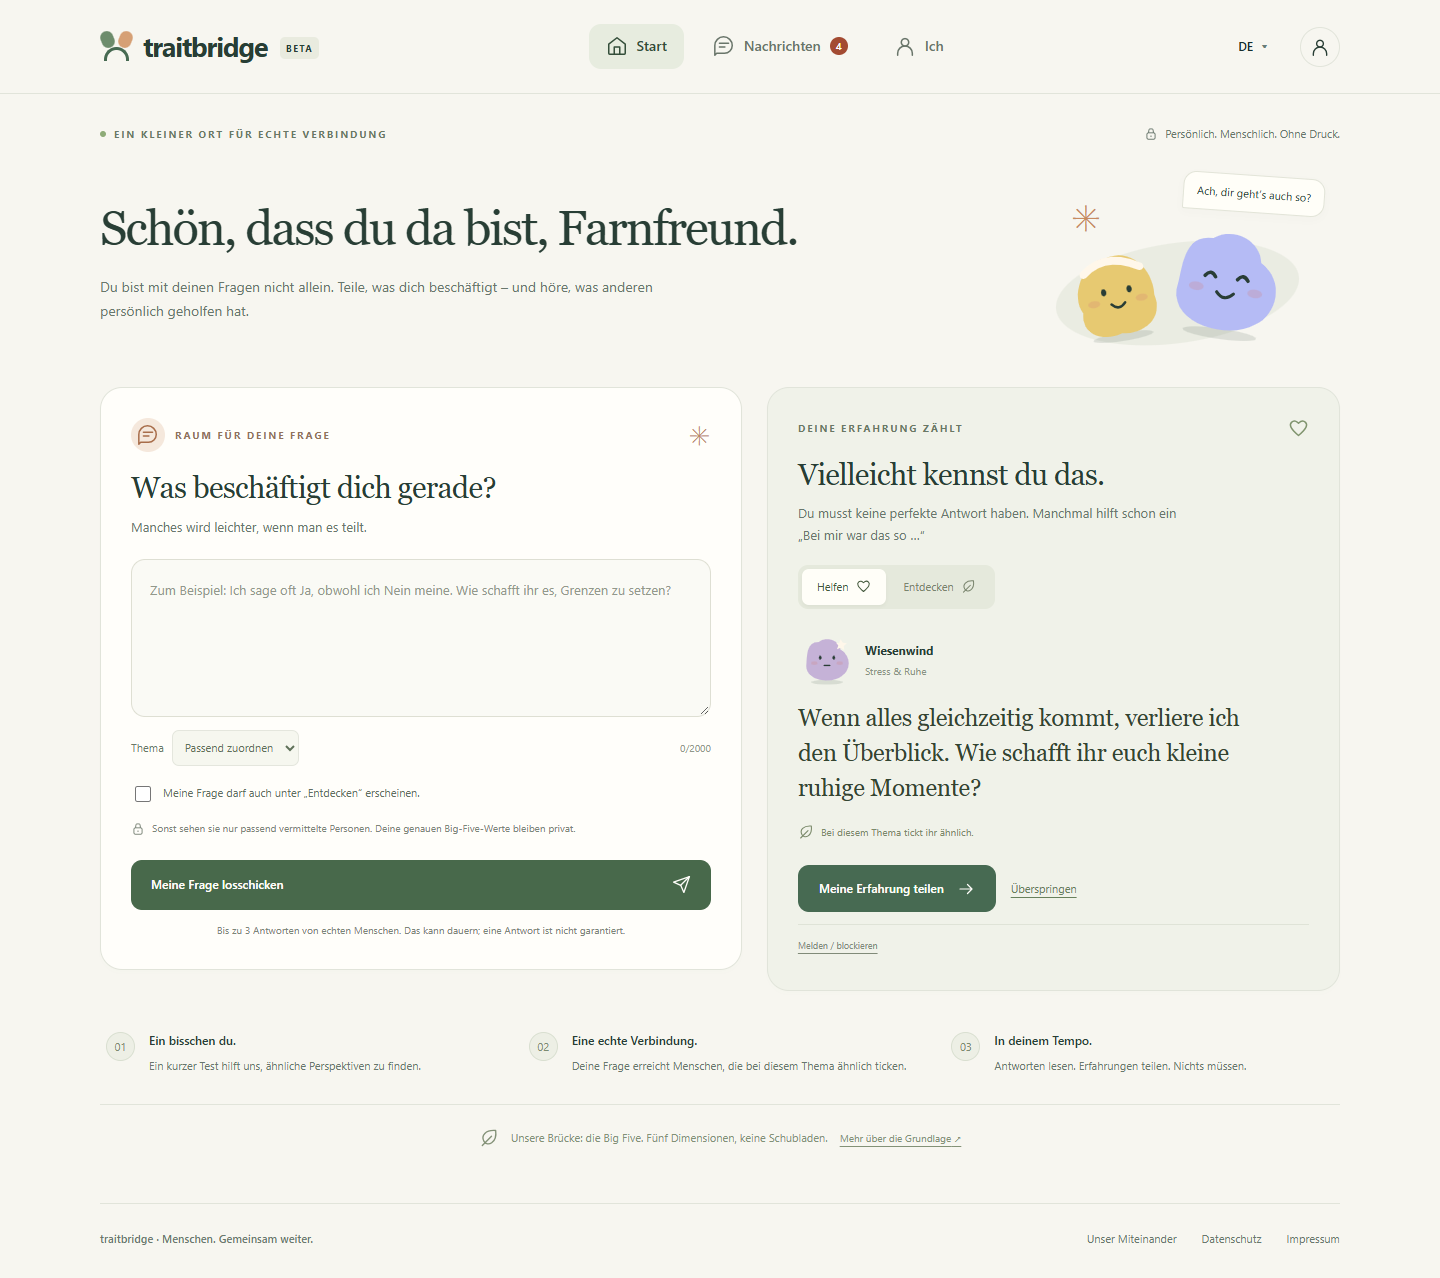 traitbridge BETA
Start
Nachrichten 4
Ich
DE
EIN KLEINER ORT FÜR ECHTE VERBINDUNG
Persönlich. Menschlich. Ohne Druck.
Ach, dir geht's auch so?
Schön, dass du da bist, Farnfreund.
Du bist mit deinen Fragen nicht allein. Teile, was dich beschäftigt – und höre, was anderen
persönlich geholfen hat.
RAUM FÜR DEINE FRAGE
Was beschäftigt dich gerade?
Manches wird leichter, wenn man es teilt.
Zum Beispiel: Ich sage oft Ja, obwohl ich Nein meine. Wie schafft ihr es, Grenzen zu setzen?
Thema
Passend zuordnen
0/2000
Meine Frage darf auch unter „Entdecken“ erscheinen.
Sonst sehen sie nur passend vermittelte Personen. Deine genauen Big-Five-Werte bleiben privat.
Meine Frage losschicken
Bis zu 3 Antworten von echten Menschen. Das kann dauern; eine Antwort ist nicht garantiert.
DEINE ERFAHRUNG ZÄHLT
Vielleicht kennst du das.
Du musst keine perfekte Antwort haben. Manchmal hilft schon ein
„Bei mir war das so …“
Helfen
Entdecken
Wiesenwind
Stress & Ruhe
Wenn alles gleichzeitig kommt, verliere ich
den Überblick. Wie schafft ihr euch kleine
ruhige Momente?
Bei diesem Thema tickt ihr ähnlich.
Meine Erfahrung teilen →
Überspringen
Melden / blockieren
01
Ein bisschen du.
Ein kurzer Test hilft uns, ähnliche Perspektiven zu finden.
02
Eine echte Verbindung.
Deine Frage erreicht Menschen, die bei diesem Thema ähnlich ticken.
03
In deinem Tempo.
Antworten lesen. Erfahrungen teilen. Nichts müssen.
Unsere Brücke: die Big Five. Fünf Dimensionen, keine Schubladen.
Mehr über die Grundlage ↗
traitbridge · Menschen. Gemeinsam weiter.
Unser Miteinander
Datenschutz
Impressum